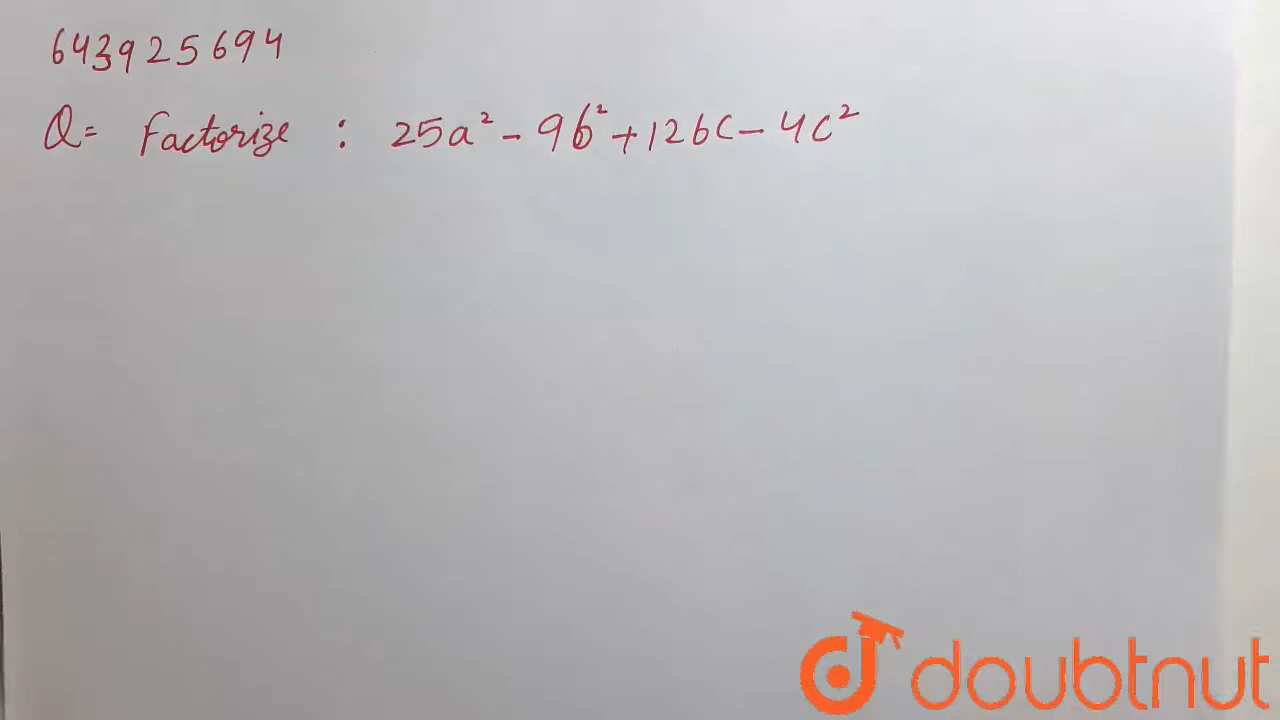 643925694
Q= Factorize : 25a² - 9b² + 12bc - 4c²
doubtnut